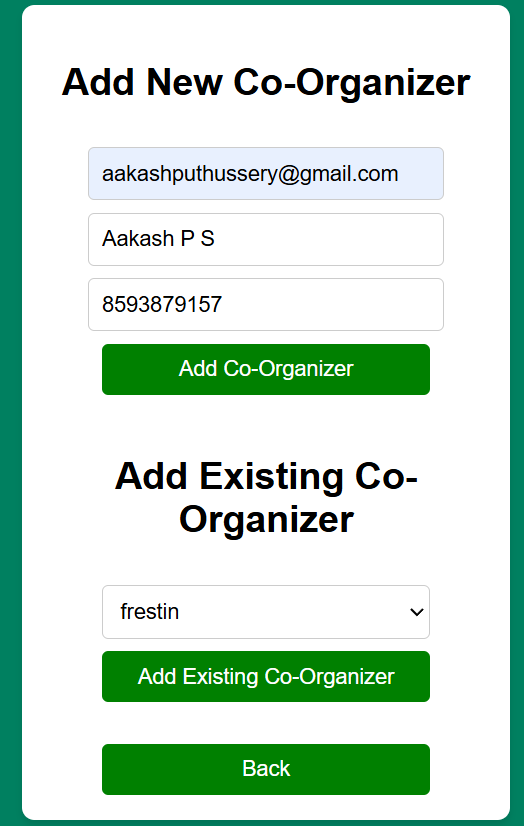 Add New Co-Organizer
aakashputhussery@gmail.com
Aakash P S
8593879157
Add Co-Organizer
Add Existing Co-
Organizer
frestin
Add Existing Co-Organizer
Back